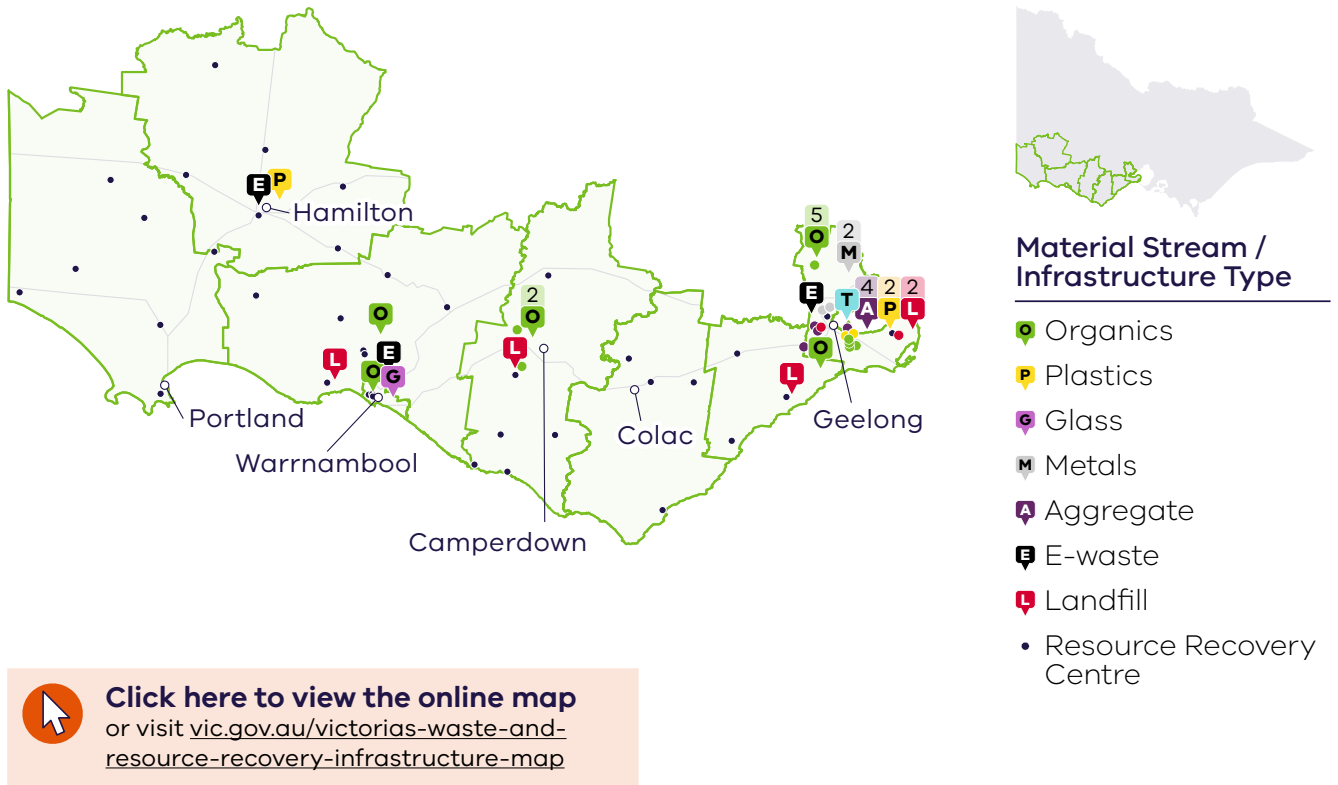 E
P
Hamilton
5
O
2
M
E
T
4
A
2
P
2
L
O
2
O
L
L
O
L
E
O
G
Portland
Warrnambool
Camperdown
Colac
Geelong
Material Stream /
Infrastructure Type
O Organics
P Plastics
G Glass
M Metals
A Aggregate
E E-waste
L Landfill
Resource Recovery
Centre
Click here to view the online map
or visit vic.gov.au/victorias-waste-and-
resource-recovery-infrastructure-map